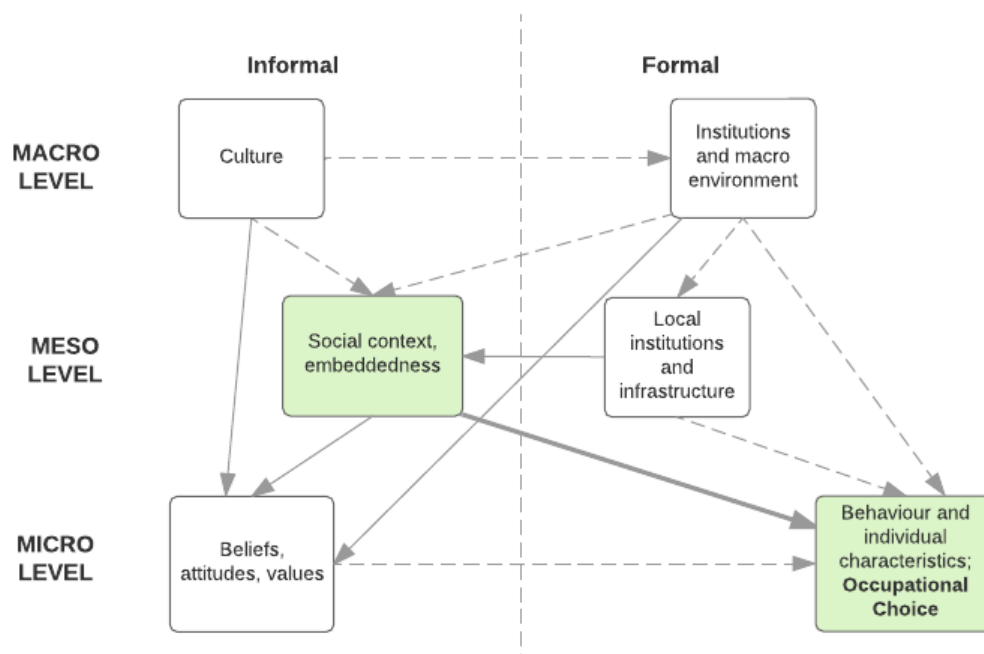 Informal
Formal
MACRO
LEVEL
Culture
Institutions
and macro
environment
MESO
LEVEL
Social context,
embeddedness
Local
institutions
and
infrastructure
MICRO
LEVEL
Beliefs,
attitudes, values
Behaviour and
individual
characteristics;
Occupational
Choice